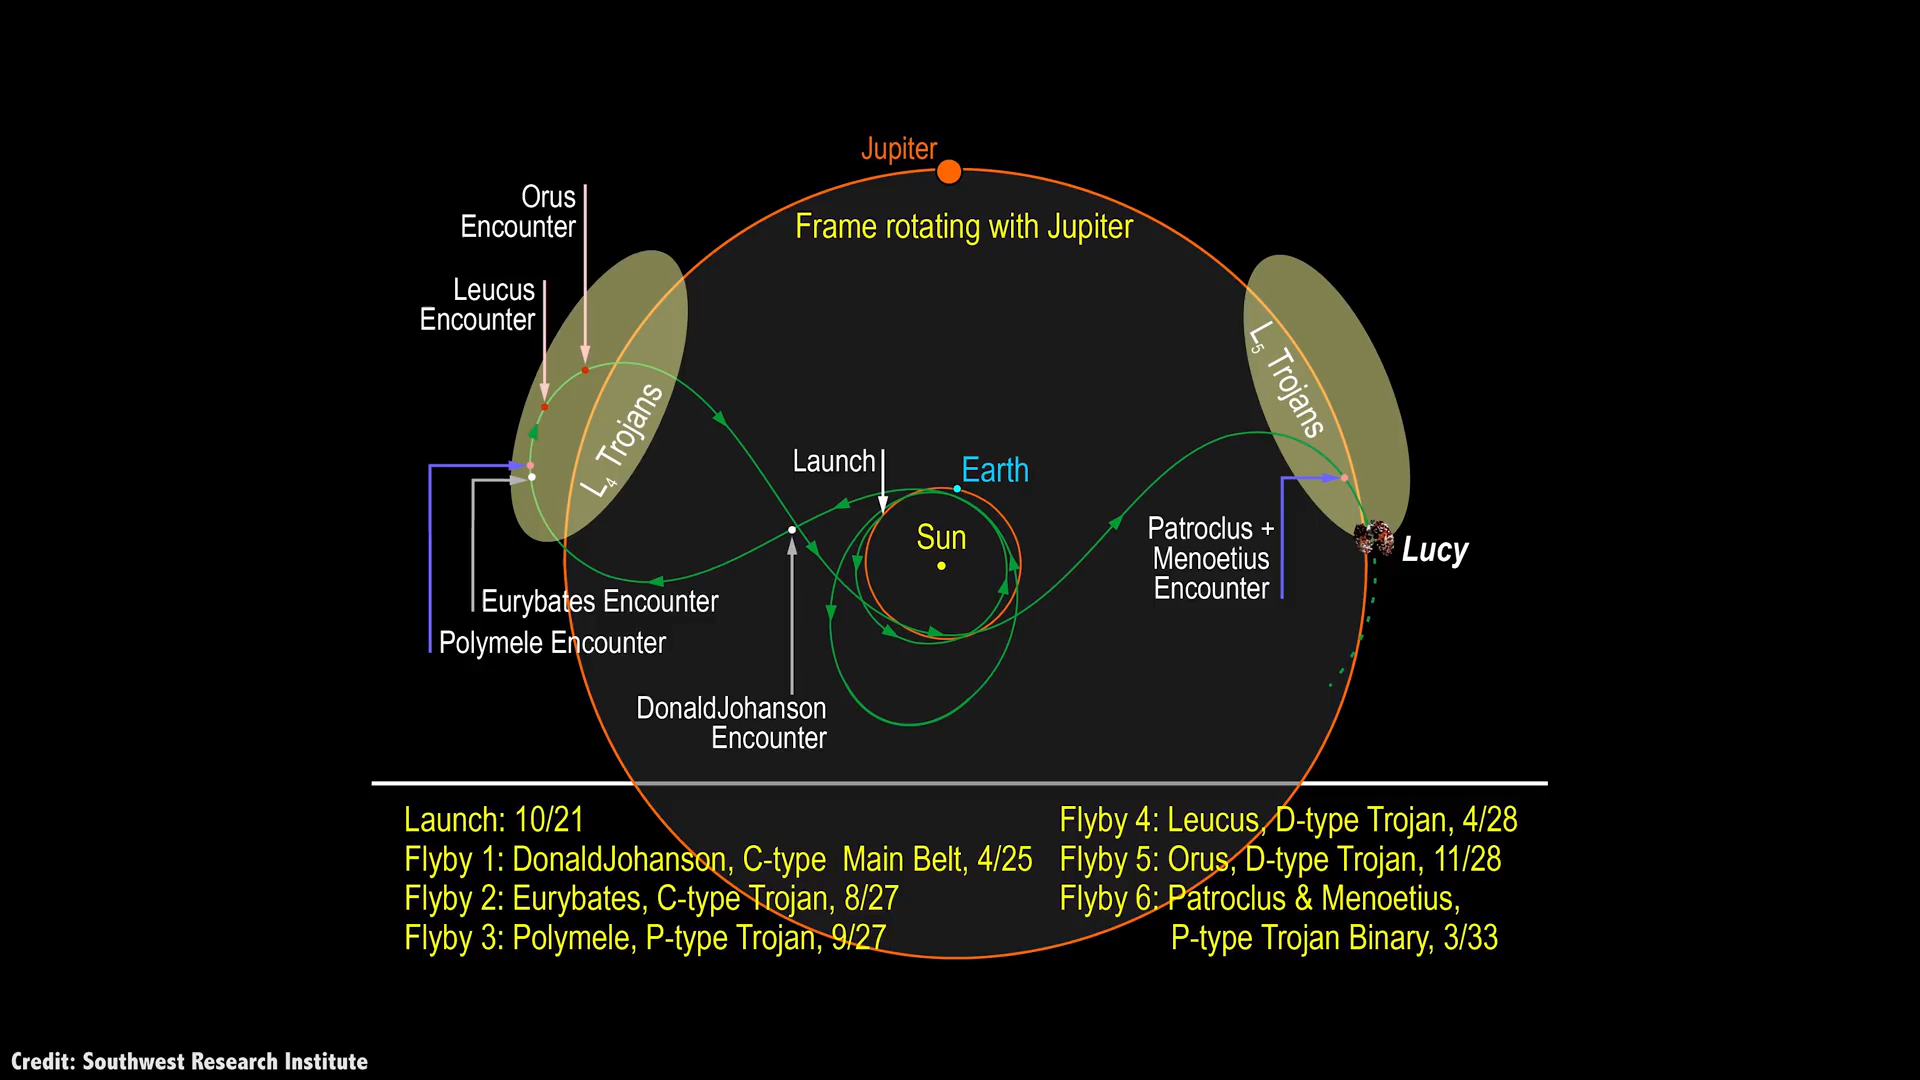 Jupiter
Frame rotating with Jupiter
Orus
Encounter
Leucus
Encounter
L4 Trojans
L5 Trojans
Launch
Earth
Sun
Patroclus +
Menoetius
Encounter
Lucy
Eurybates Encounter
Polymele Encounter
DonaldJohanson
Encounter
Launch: 10/21
Flyby 1: DonaldJohanson, C-type Main Belt, 4/25
Flyby 2: Eurybates, C-type Trojan, 8/27
Flyby 3: Polymele, P-type Trojan, 9/27
Flyby 4: Leucus, D-type Trojan, 4/28
Flyby 5: Orus, D-type Trojan, 11/28
Flyby 6: Patroclus & Menoetius,
P-type Trojan Binary, 3/33
Credit: Southwest Research Institute